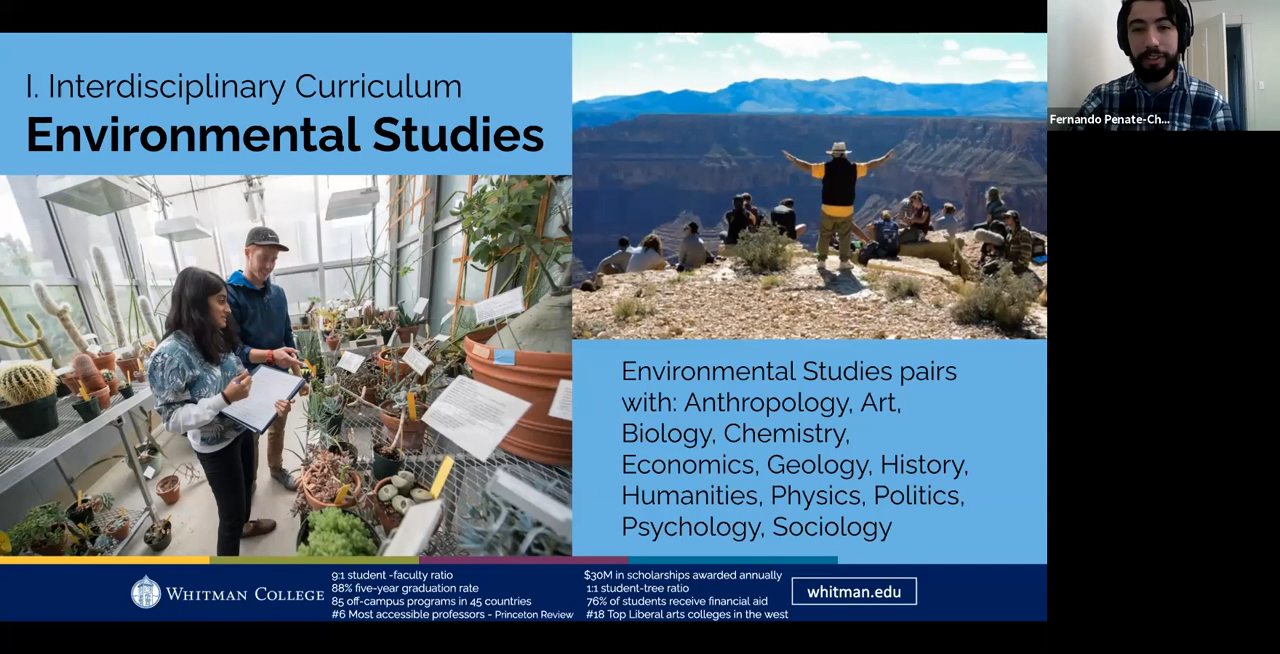 I. Interdisciplinary Curriculum
Environmental Studies
Fernando Penate-Ch...
Environmental Studies pairs
with: Anthropology, Art,
Biology, Chemistry,
Economics, Geology, History,
Humanities, Physics, Politics,
Psychology, Sociology
WHITMAN COLLEGE
9:1 student -faculty ratio
88% five-year graduation rate
85 off-campus programs in 45 countries
#6 Most accessible professors - Princeton Review
$30M in scholarships awarded annually
1:1 student-tree ratio
76% of students receive financial aid
#18 Top Liberal arts colleges in the west
whitman.edu